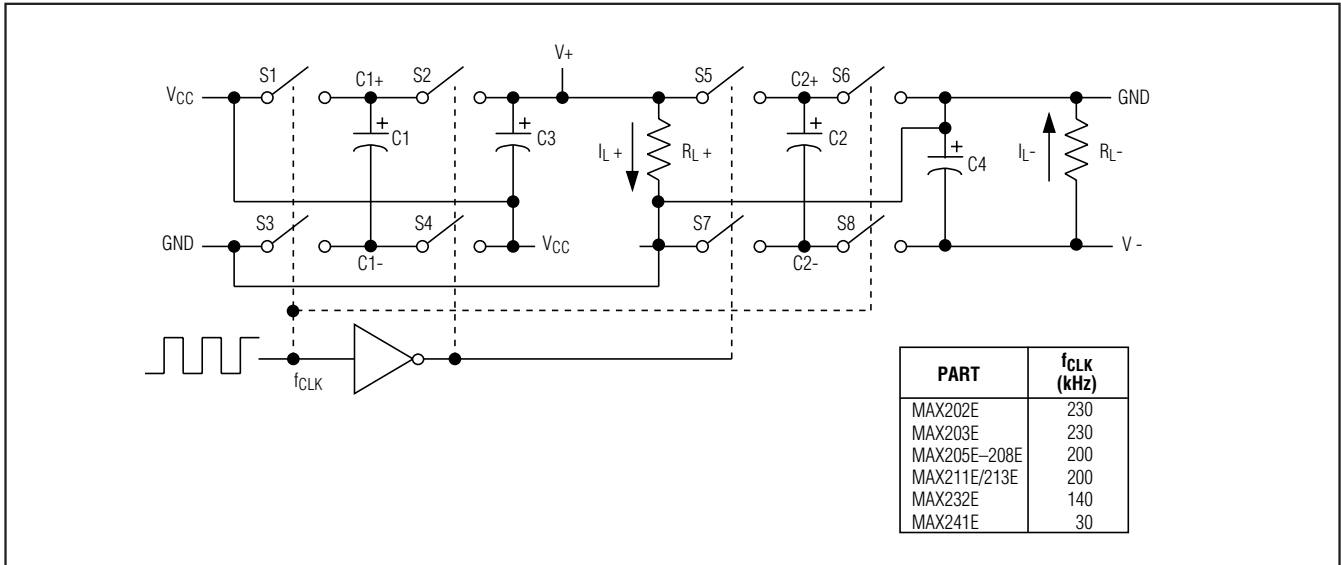 V+
S1 C1+ S2 S5 C2+ S6
VCC GND
+ + + +
C1 C3 IL + RL + C2 C4 IL- RL-
S3 S4 S7 S8
GND VCC V -
C1- C2-
fCLK
PART fCLK (kHz)
MAX202E 230
MAX203E 230
MAX205E–208E 200
MAX211E/213E 200
MAX232E 140
MAX241E 30